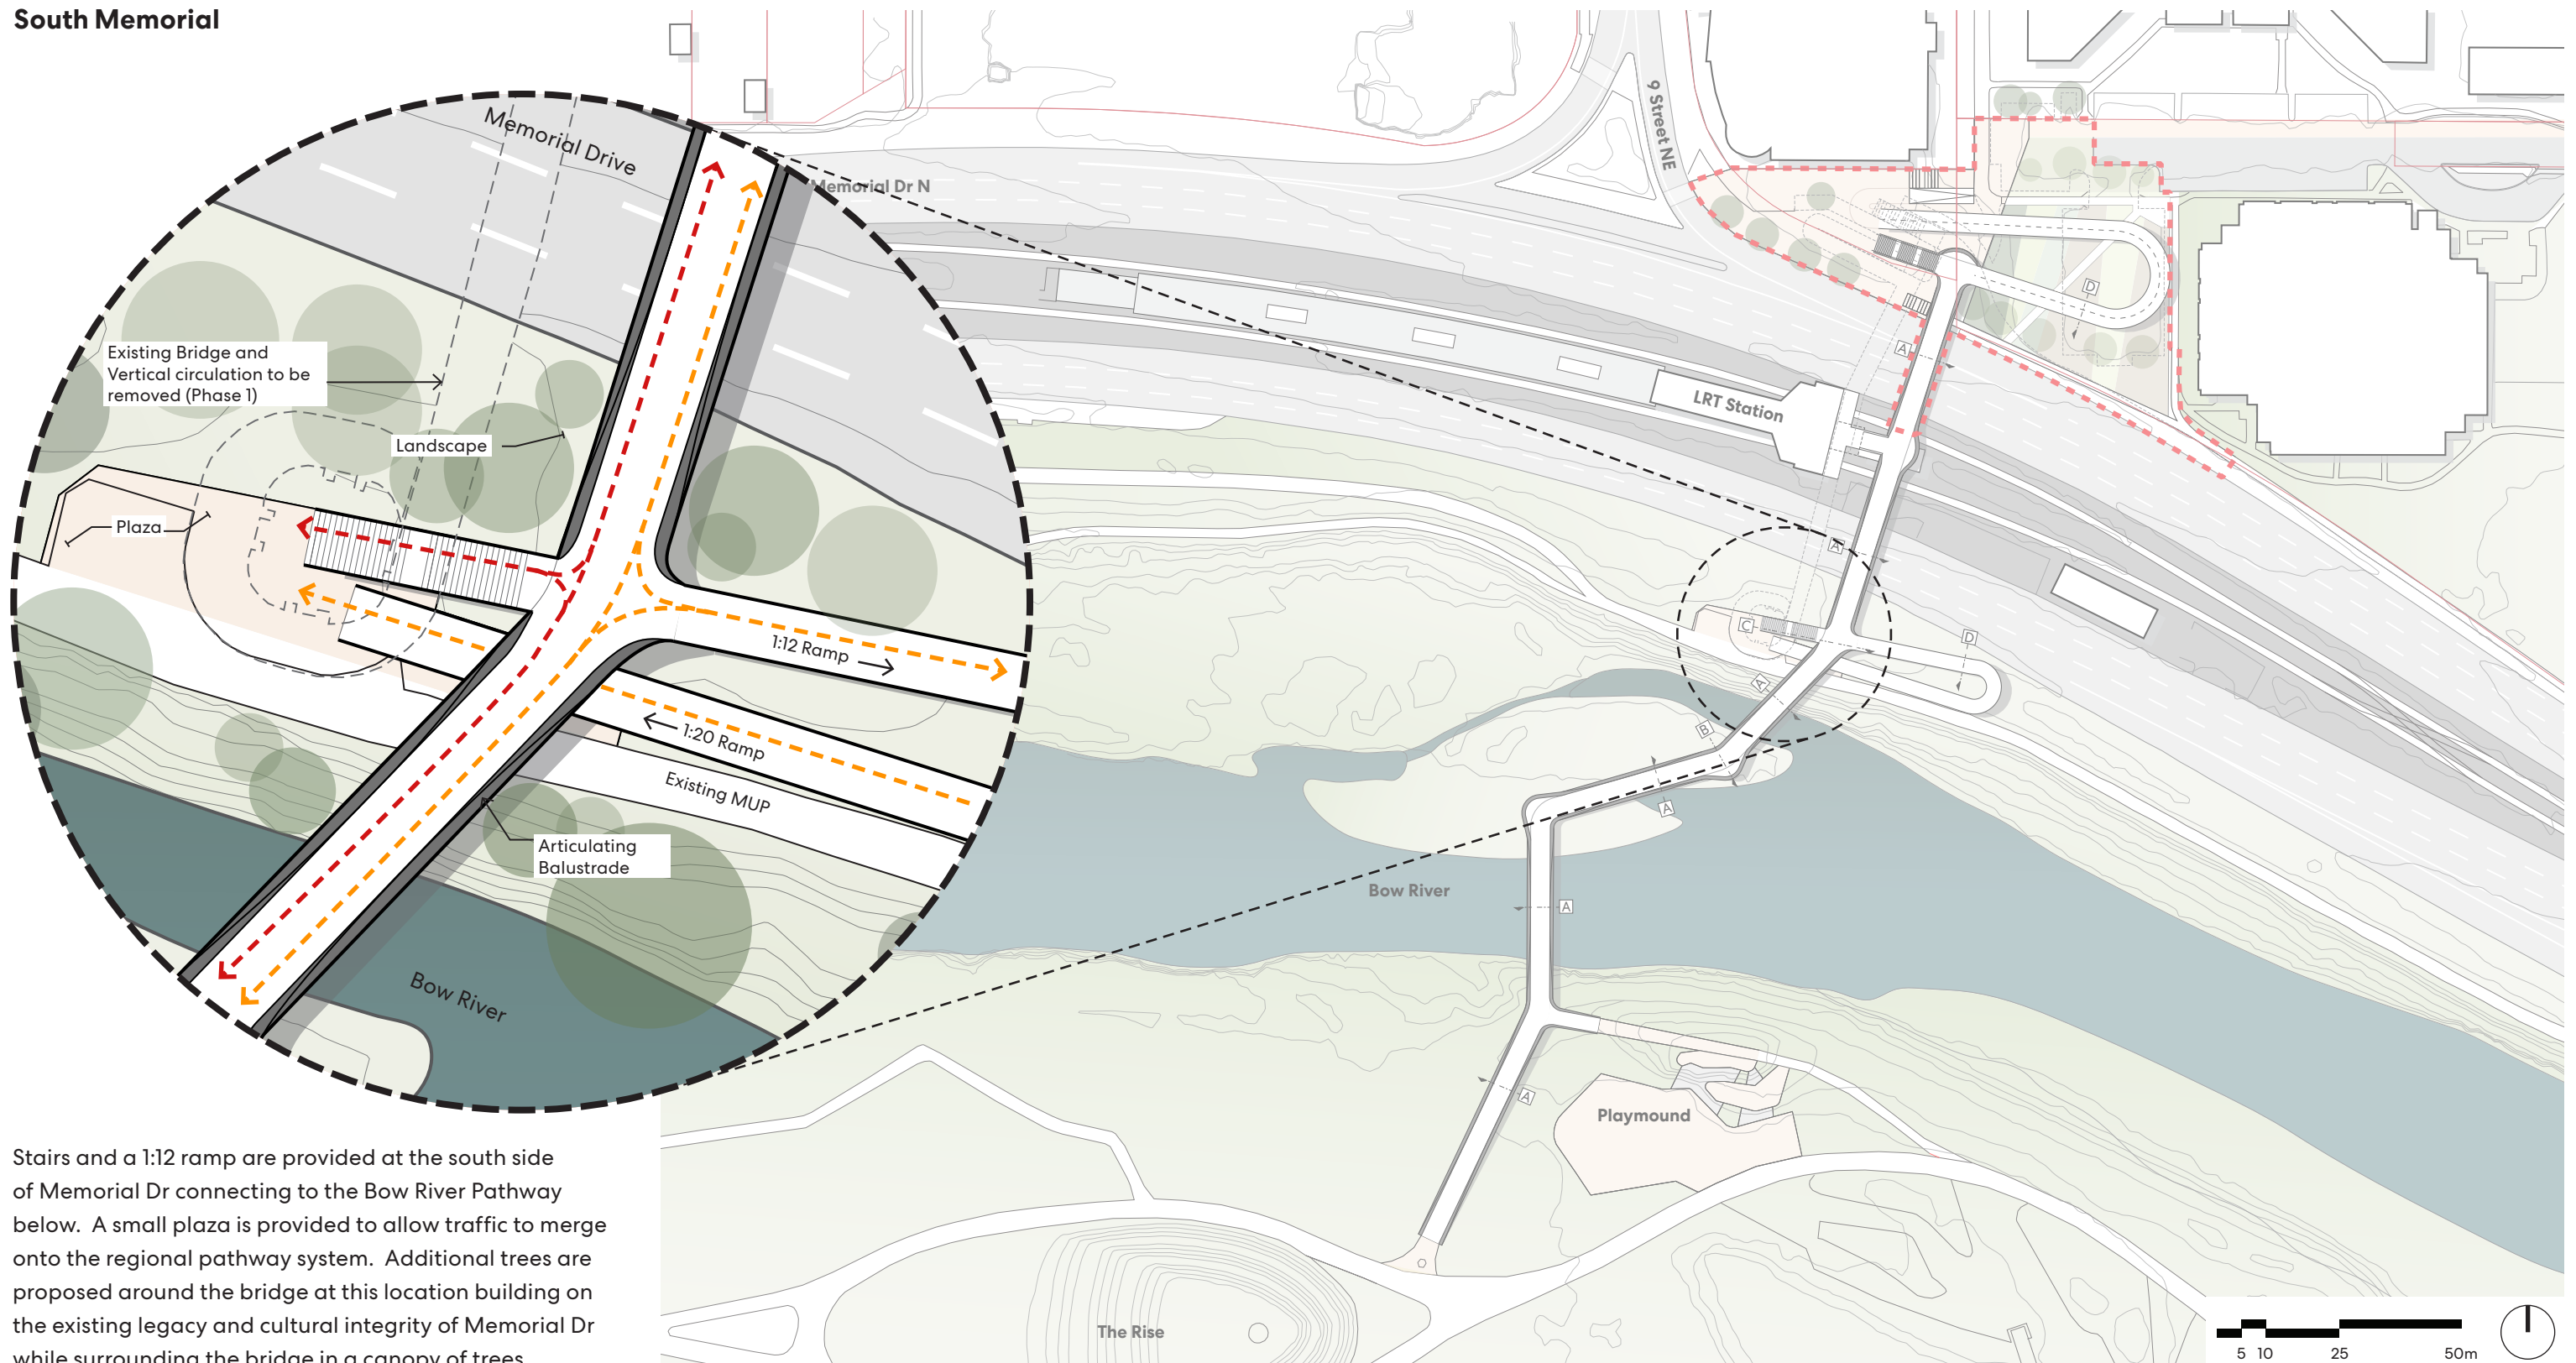 South Memorial
Memorial Drive
Existing Bridge and
Vertical circulation to be
removed (Phase 1)
Landscape
Plaza
1:12 Ramp
1:20 Ramp
Existing MUP
Articulating
Balustrade
Bow River
Memorial Dr N
9 Street NE
LRT Station
D
A
A
C
D
A
B
A
Bow River
A
A
Playmound
The Rise
Stairs and a 1:12 ramp are provided at the south side
of Memorial Dr connecting to the Bow River Pathway
below. A small plaza is provided to allow traffic to merge
onto the regional pathway system. Additional trees are
proposed around the bridge at this location building on
the existing legacy and cultural integrity of Memorial Dr
while surrounding the bridge in a canopy of trees
5 10 25 50m